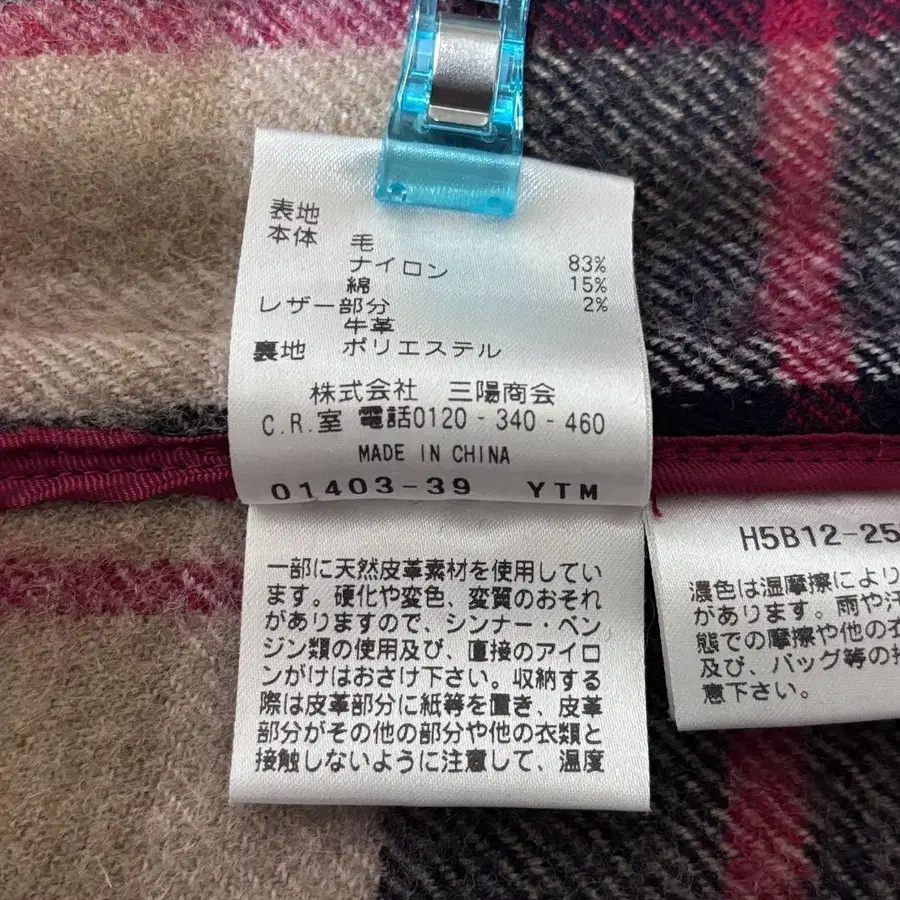 表地
本体 毛 83%
ナイロン 15%
綿 2%
レザー部分
牛革
裏地 ポリエステル
株式会社 三陽商会
C.R.室 電話0120-340-460
MADE IN CHINA
01403-39 YTM
一部に天然皮革素材を使用してい
ます。硬化や変色、変質のおそれ
がありますので、シンナー・ベン
ジン類の使用及び、直接のアイロ
ンがけはおさけ下さい。収納する
際は皮革部分に紙等を置き、皮革
部分がその他の部分や他の衣類と
接触しないように注意して、温度
H5B12-25
濃色は湿摩擦により
があります。雨や汗
態での摩擦や他の衣
及び、バッグ等の
意下さい。